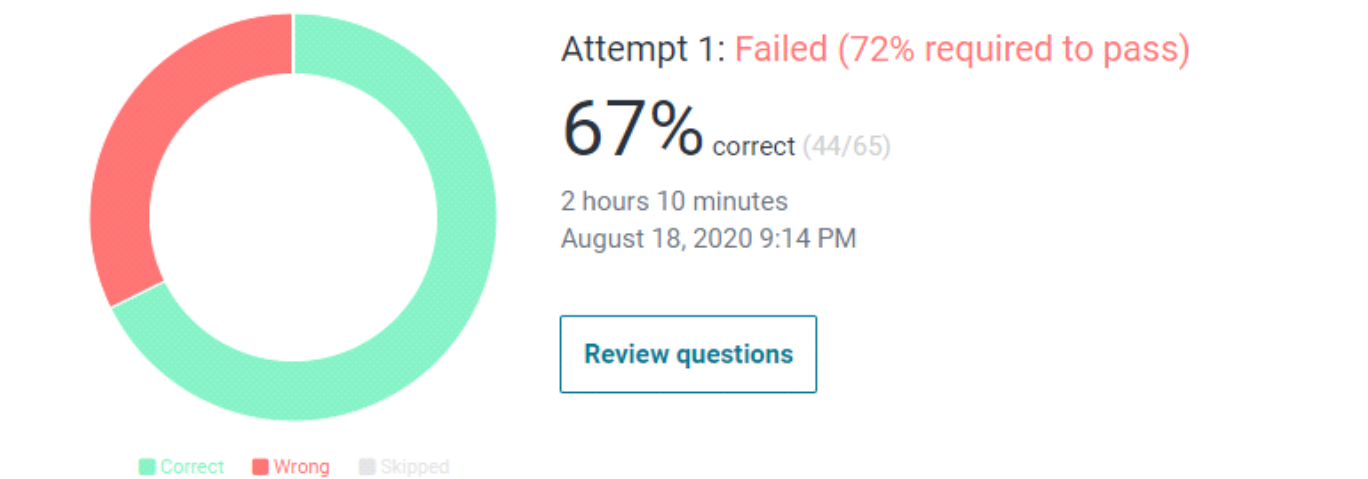 Attempt 1: Failed (72% required to pass)
67% correct (44/65)
2 hours 10 minutes
August 18, 2020 9:14 PM
Review questions
Correct Wrong Skipped